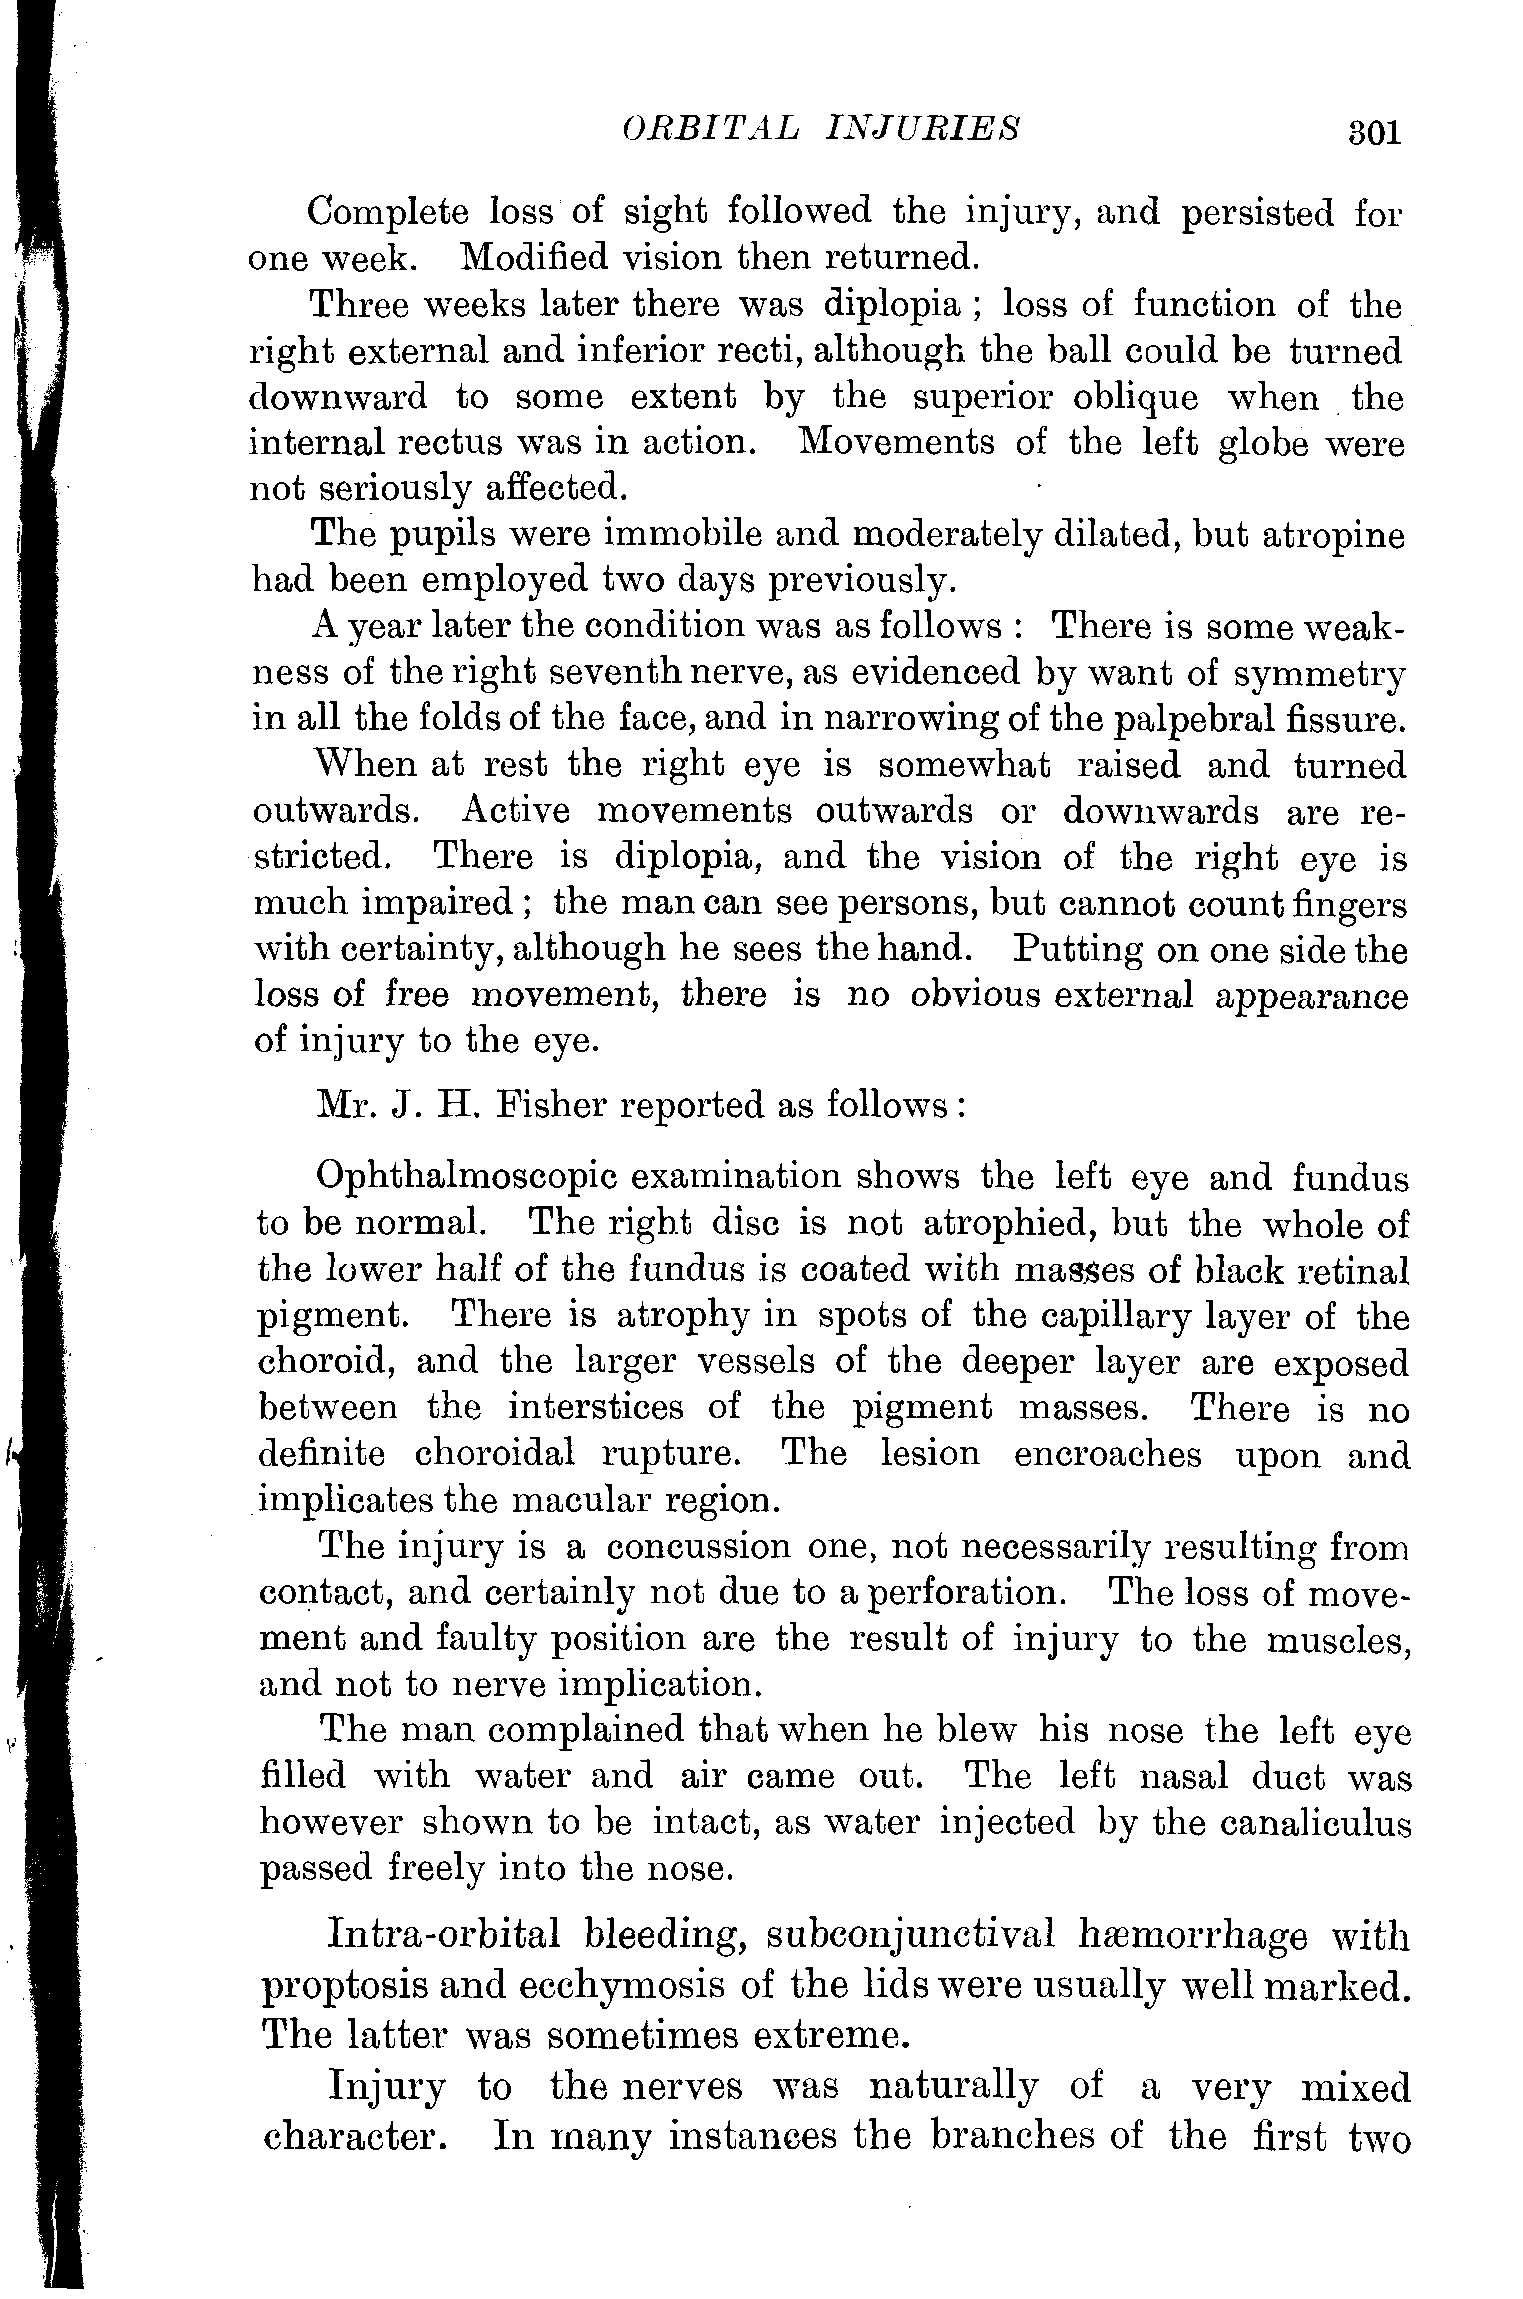 ORBITAL INJURIES 301
Complete loss of sight followed the injury, and persisted for
one week. Modified vision then returned.
Three weeks later there was diplopia ; loss of function of the
right external and inferior recti, although the ball could be turned
downward to some extent by the superior oblique when the
internal rectus was in action. Movements of the left globe were
not seriously affected.
The pupils were immobile and moderately dilated, but atropine
had been employed two days previously.
A year later the condition was as follows : There is some weak-
ness of the right seventh nerve, as evidenced by want of symmetry
in all the folds of the face, and in narrowing of the palpebral fissure.
When at rest the right eye is somewhat raised and turned
outwards. Active movements outwards or downwards are re-
stricted. There is diplopia, and the vision of the right eye is
much impaired ; the man can see persons, but cannot count fingers
with certainty, although he sees the hand. Putting on one side the
loss of free movement, there is no obvious external appearance
of injury to the eye.
Mr. J. H. Fisher reported as follows :
Ophthalmoscopic examination shows the left eye and fundus
to be normal. The right disc is not atrophied, but the whole of
the lower half of the fundus is coated with masses of black retinal
pigment. There is atrophy in spots of the capillary layer of the
choroid, and the larger vessels of the deeper layer are exposed
between the interstices of the pigment masses. There is no
definite choroidal rupture. The lesion encroaches upon and
implicates the macular region.
The injury is a concussion one, not necessarily resulting from
contact, and certainly not due to a perforation. The loss of move-
ment and faulty position are the result of injury to the muscles,
and not to nerve implication.
The man complained that when he blew his nose the left eye
filled with water and air came out. The left nasal duct was
however shown to be intact, as water injected by the canaliculus
passed freely into the nose.
Intra-orbital bleeding, subconjunctival hæmorrhage with
proptosis and ecchymosis of the lids were usually well marked.
The latter was sometimes extreme.
Injury to the nerves was naturally of a very mixed
character. In many instances the branches of the first two